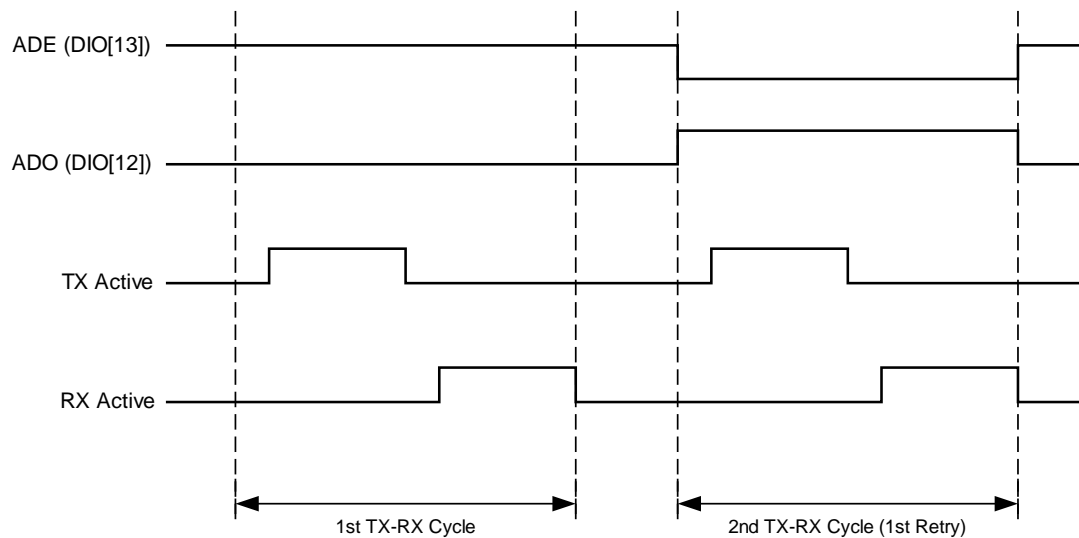 ADE (DIO[13])
ADO (DIO[12])
TX Active
RX Active
1st TX-RX Cycle
2nd TX-RX Cycle (1st Retry)